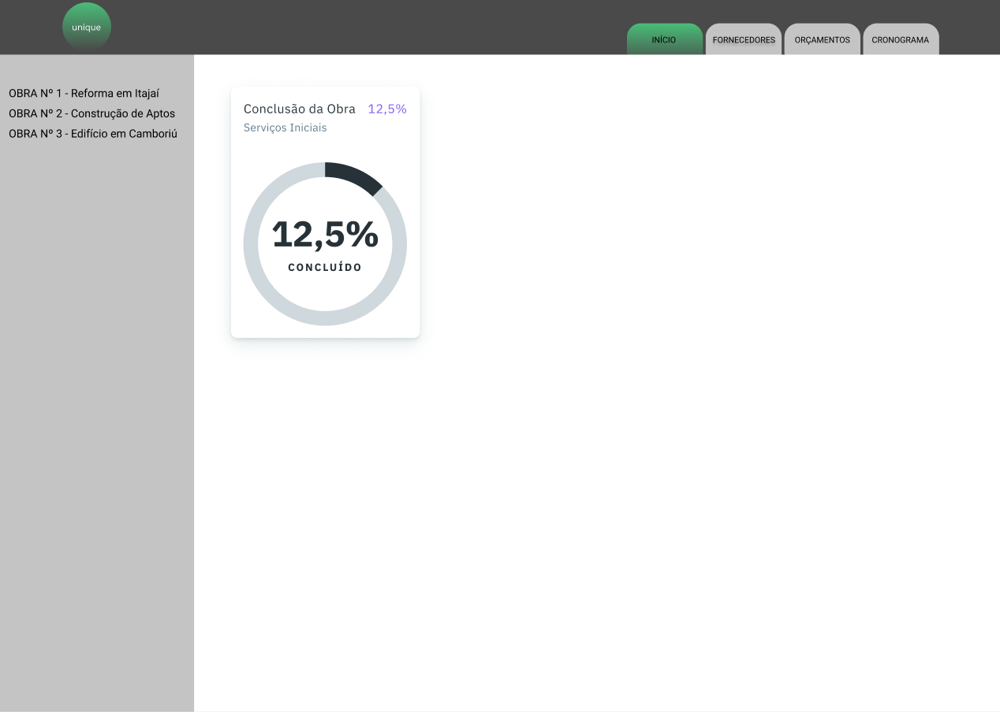 unique
INÍCIO
FORNECEDORES
ORÇAMENTOS
CRONOGRAMA
OBRA Nº 1 - Reforma em Itajaí
OBRA Nº 2 - Construção de Aptos
OBRA Nº 3 - Edifício em Camboriú
Conclusão da Obra 12,5%
Serviços Iniciais
12,5%
CONCLUÍDO